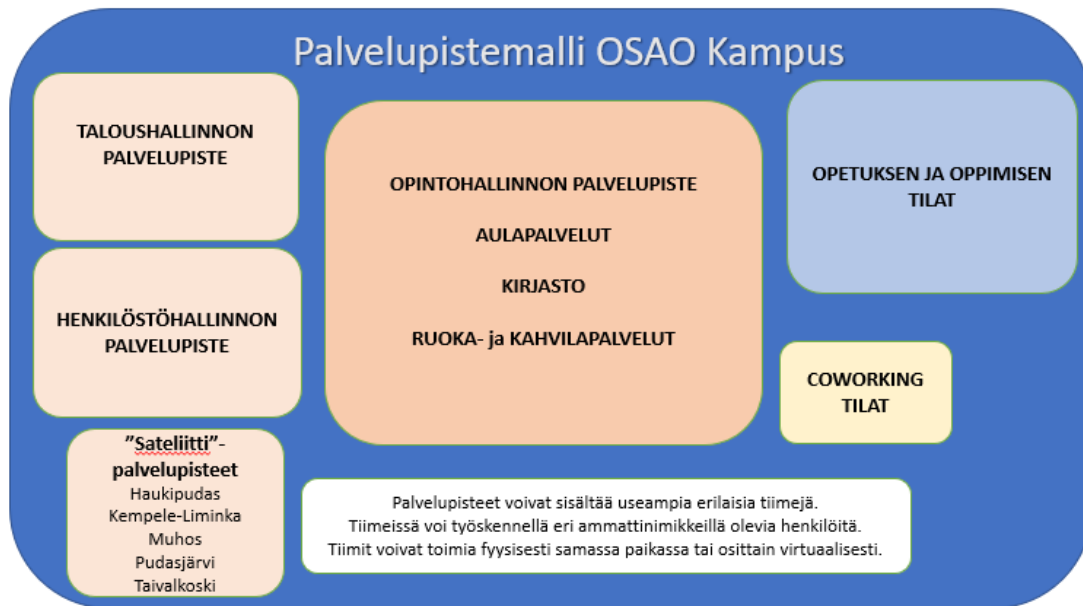 Palvelupistemalli OSAO Kampus
TALOUSHALLINNON
PALVELUPISTE
HENKILÖSTÖHALLINNON
PALVELUPISTE
”Sateliitti”-
palvelupisteet
Haukipudas
Kempele-Liminka
Muhos
Pudasjärvi
Taivalkoski
OPINTOHALLINNON PALVELUPISTE
AULAPALVELUT
KIRJASTO
RUOKA- ja KAHVILAPALVELUT
OPETUKSEN JA OPPIMISEN
TILAT
COWORKING
TILAT
Palvelupisteet voivat sisältää useampia erilaisia tiimejä.
Tiimeissä voi työskennellä eri ammattinimikkeillä olevia henkilöitä.
Tiimit voivat toimia fyysisesti samassa paikassa tai osittain virtuaalisesti.